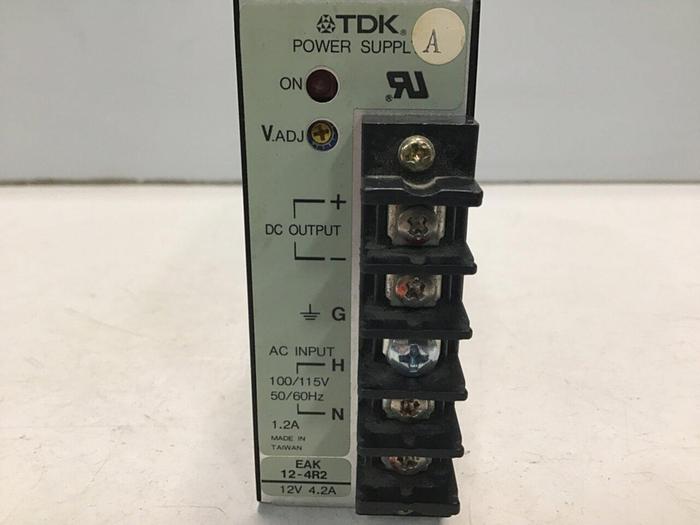 TDK®
POWER SUPPL
A
ON
RU®
V.ADJ
+
DC OUTPUT
-
G
AC INPUT
H
100/115V
50/60Hz
N
1.2A
MADE IN
TAIWAN
EAK
12-4R2
12V 4.2A